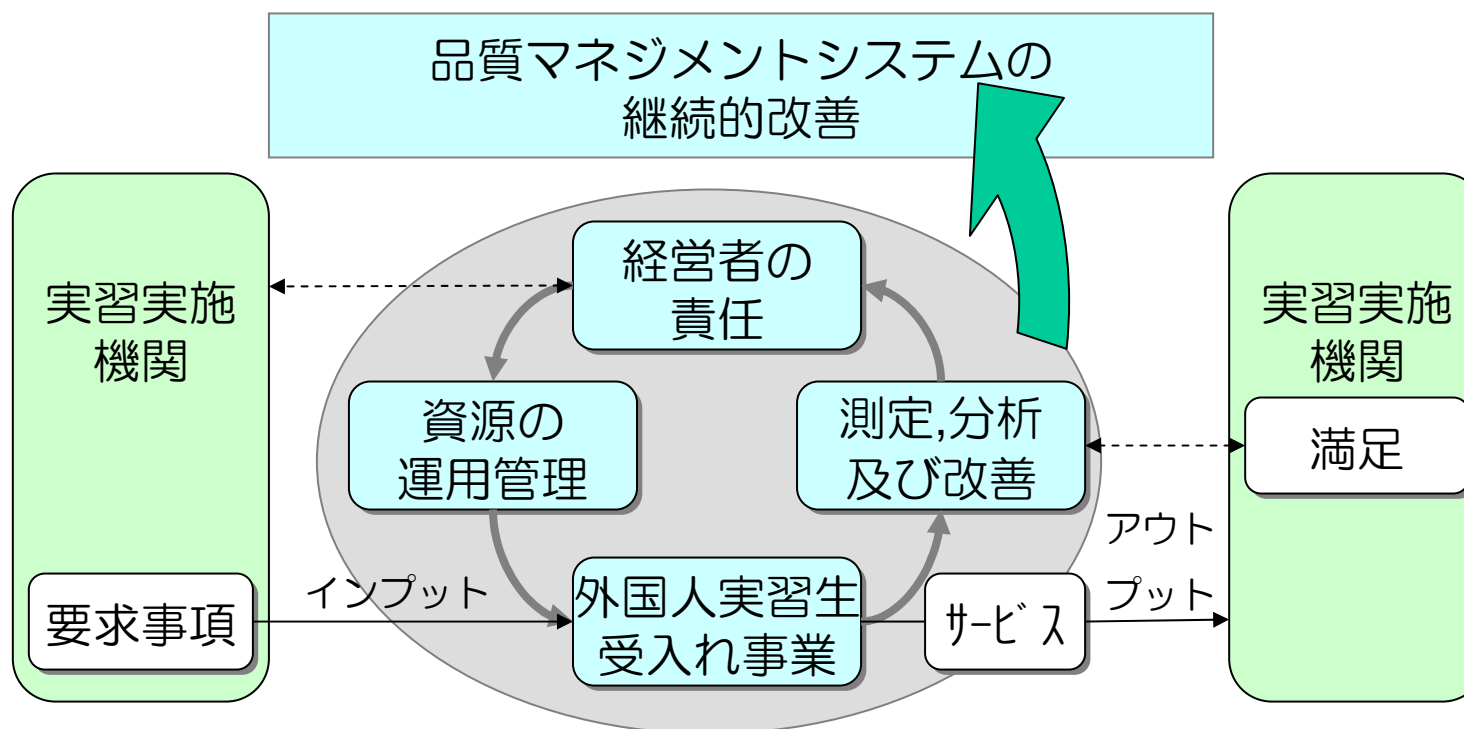 品質マネジメントシステムの
継続的改善
実習実施
機関
要求事項
インプット
経営者の
責任
資源の
運用管理
測定,分析
及び改善
外国人実習生
受入れ事業
ｻｰﾋﾞｽ
アウト
プット
実習実施
機関
満足